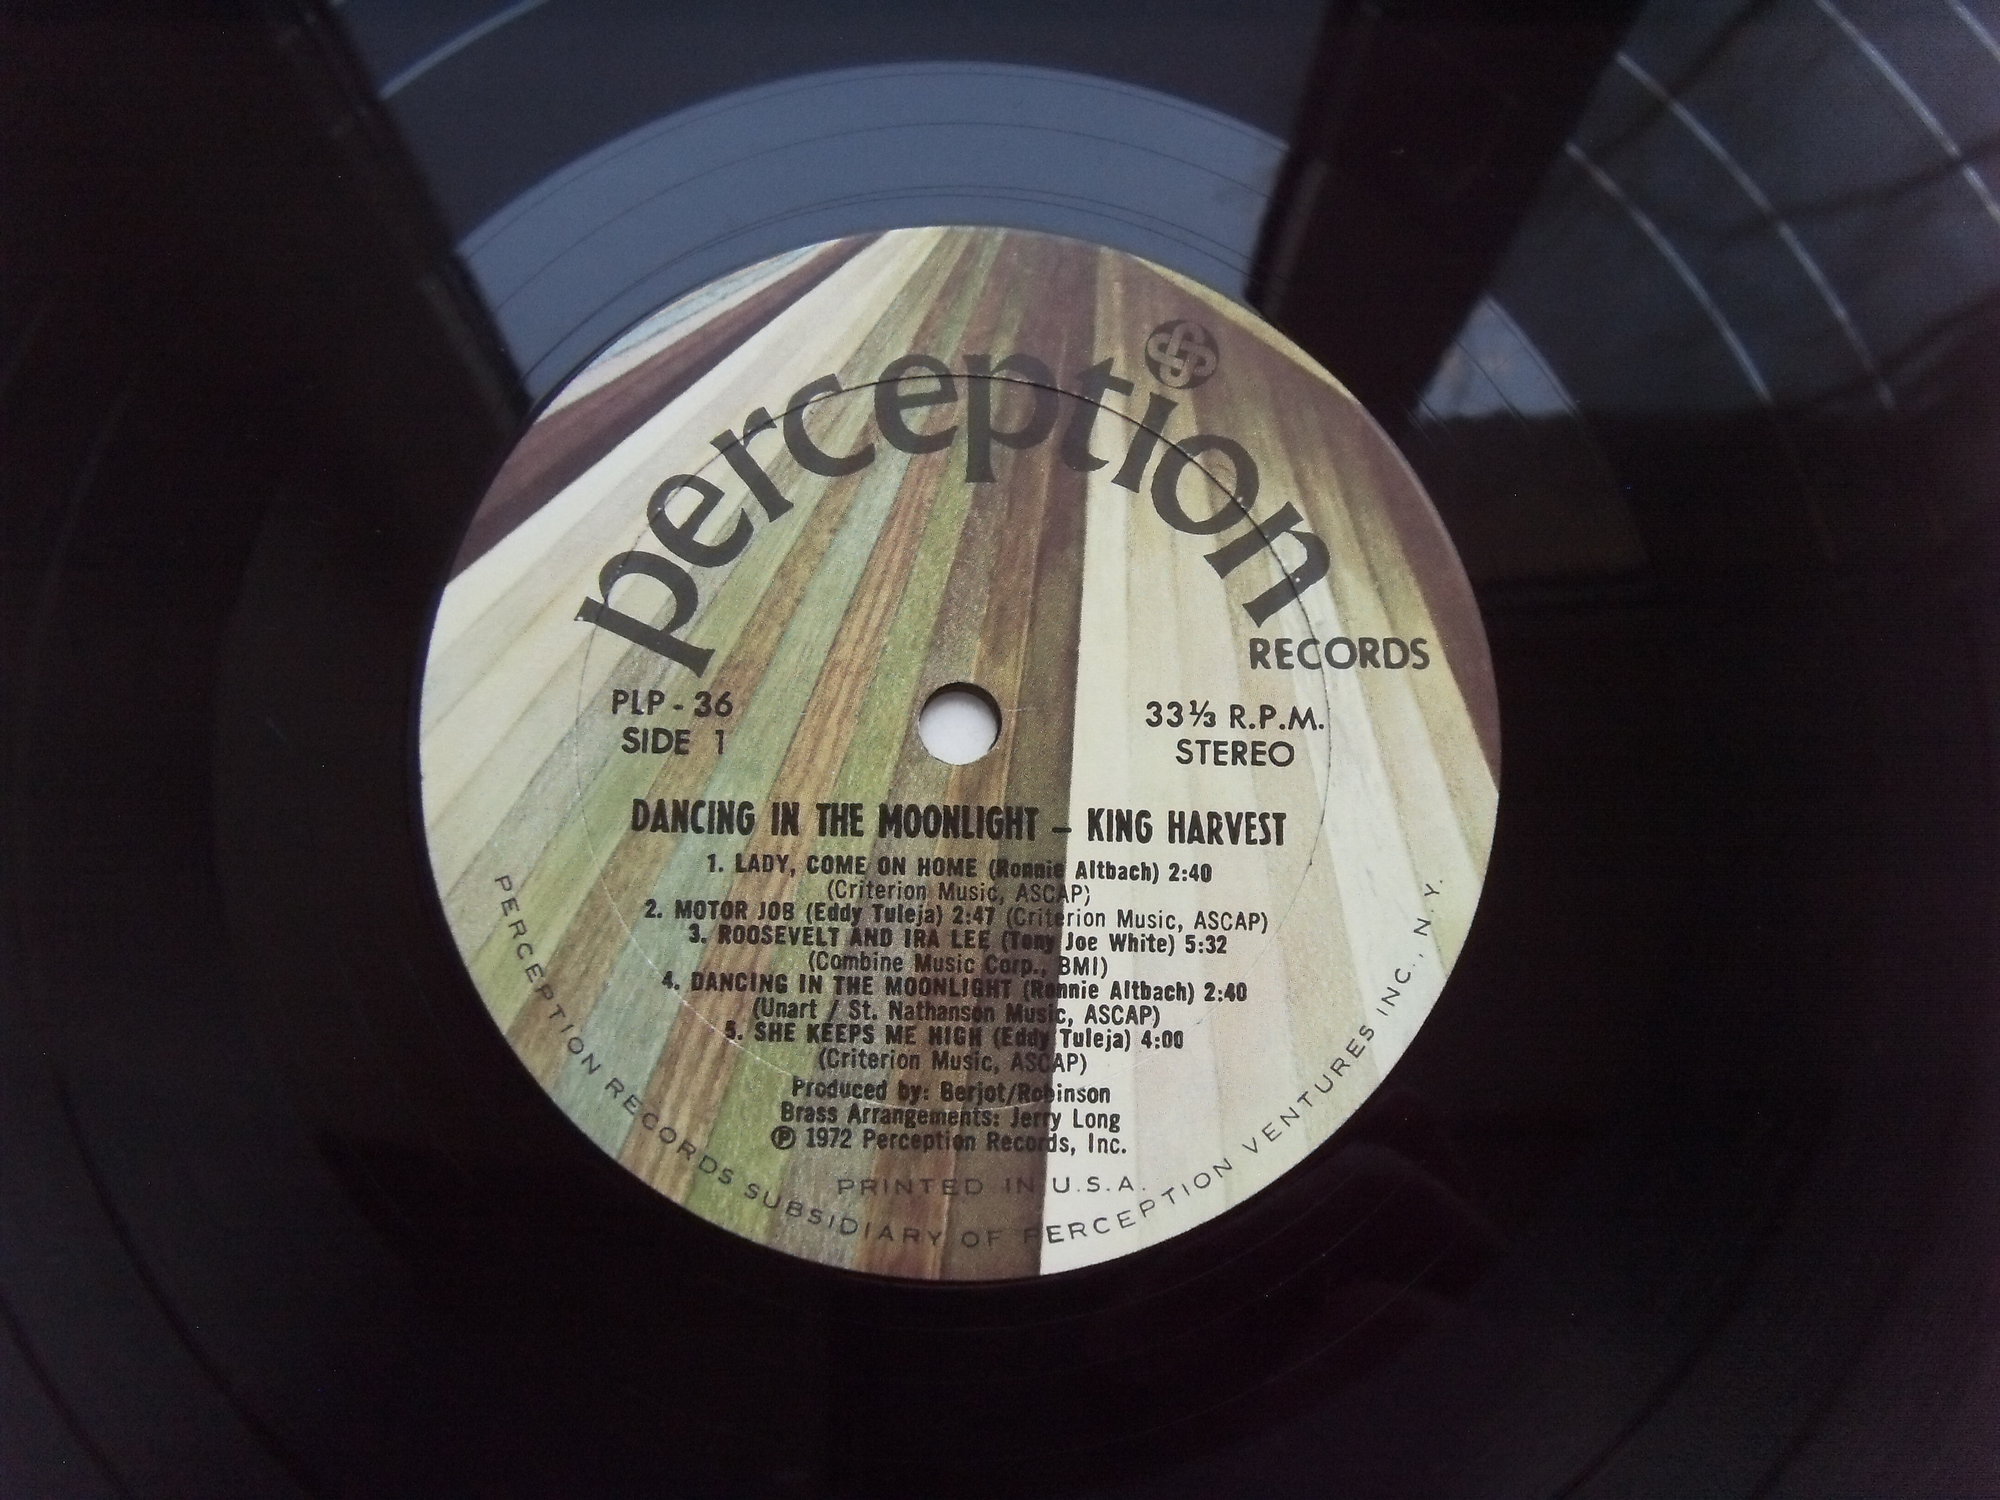 perception
RECORDS
PLP - 36
SIDE 1
33⅓ R.P.M.
STEREO
DANCING IN THE MOONLIGHT – KING HARVEST
1. LADY, COME ON HOME (Ronnie Altbach) 2:40
(Criterion Music, ASCAP)
2. MOTOR JOB (Eddy Tuleja) 2:47 (Criterion Music, ASCAP)
3. ROOSEVELT AND IRA LEE (Tony Joe White) 5:32
(Combine Music Corp., BMI)
4. DANCING IN THE MOONLIGHT (Ronnie Altbach) 2:40
(Unart / St. Nathanson Music, ASCAP)
5. SHE KEEPS ME HIGH (Eddy Tuleja) 4:00
(Criterion Music, ASCAP)
Produced by: Berjot/Robinson
Brass Arrangements: Jerry Long
℗ 1972 Perception Records, Inc.
PRINTED IN U.S.A.
PERCEPTION RECORDS SUBSIDIARY OF PERCEPTION VENTURES INC., N.Y.